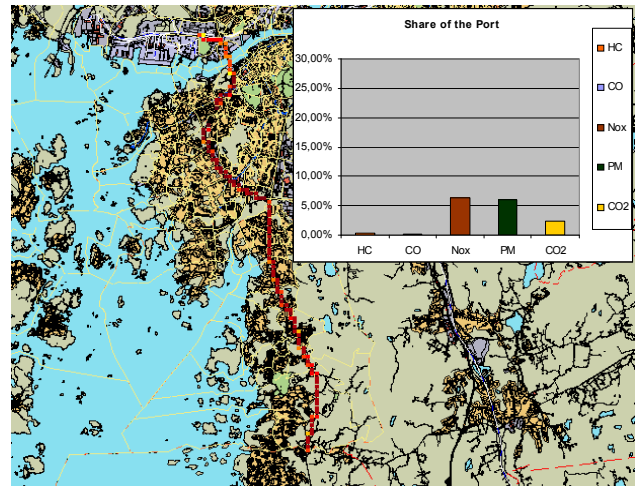 Share of the Port
30,00%
25,00%
20,00%
15,00%
10,00%
5,00%
0,00%
HC
CO
Nox
PM
CO2
HC
CO
Nox
PM
CO2